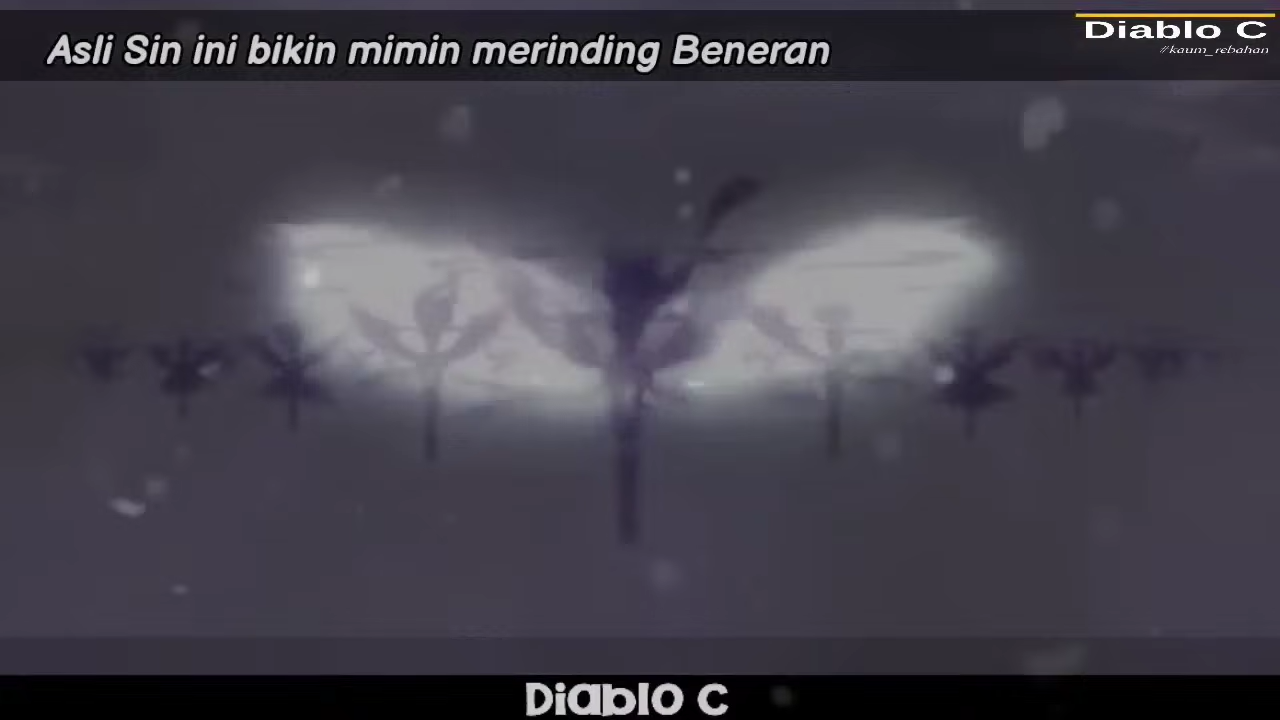 Asli Sin ini bikin mimin merinding Beneran
Diablo C
#kaum_rebahan
Diablo C